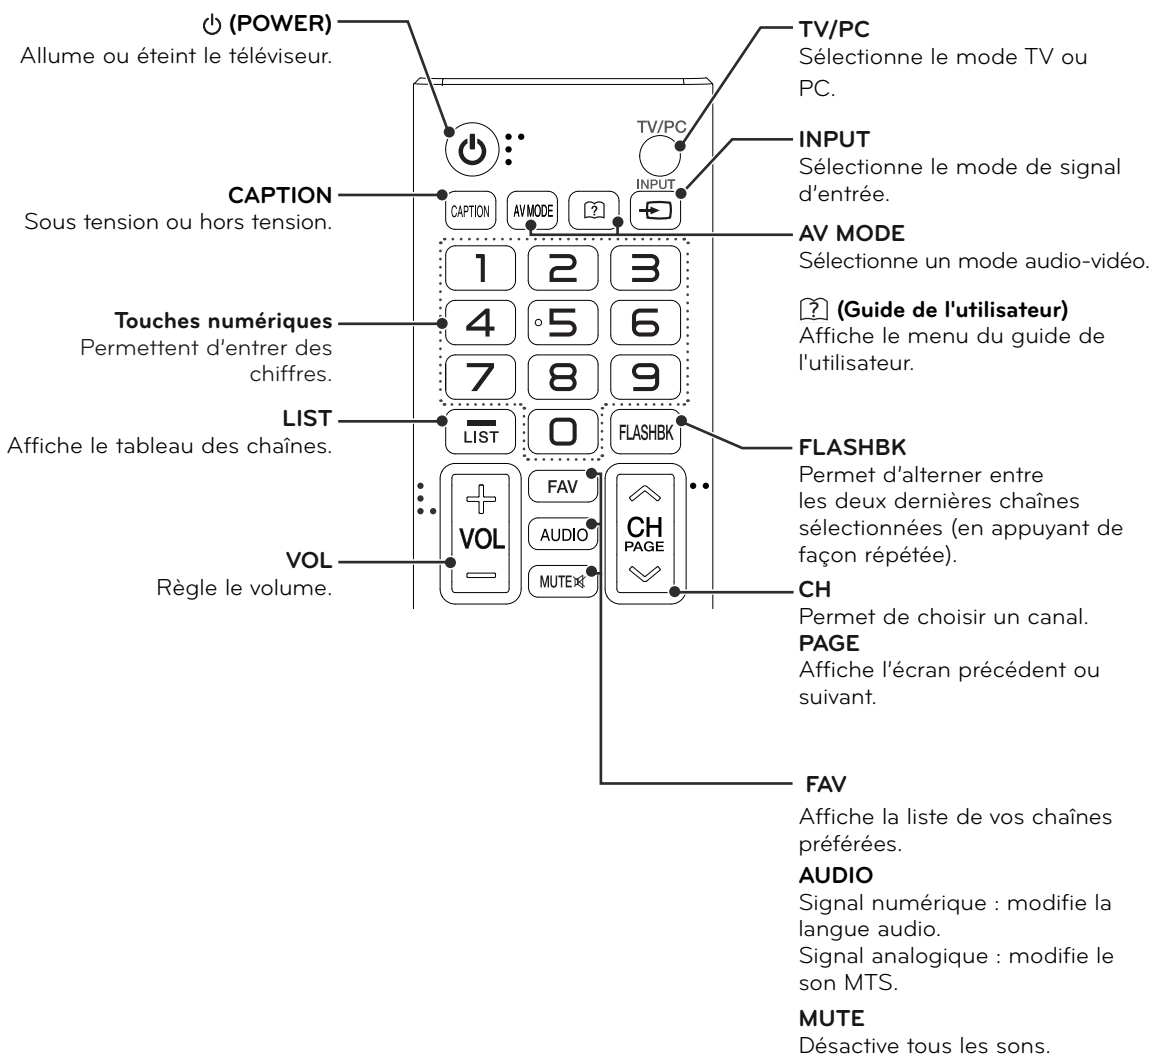 (POWER)
Allume ou éteint le téléviseur.
CAPTION
Sous tension ou hors tension.
Touches numériques
Permettent d'entrer des
chiffres.
LIST
Affiche le tableau des chaînes.
VOL
Règle le volume.
TV/PC
INPUT
CAPTION
AV MODE
?
1
2
3
4
5
6
7
8
9
LIST
0
FLASHBK
VOL
FAV
AUDIO
MUTE
CH
PAGE
TV/PC
Sélectionne le mode TV ou
PC.
INPUT
Sélectionne le mode de signal
d'entrée.
AV MODE
Sélectionne un mode audio-vidéo.
? (Guide de l'utilisateur)
Affiche le menu du guide de
l'utilisateur.
FLASHBK
Permet d'alterner entre
les deux dernières chaînes
sélectionnées (en appuyant de
façon répétée).
CH
Permet de choisir un canal.
PAGE
Affiche l'écran précédent ou
suivant.
FAV
Affiche la liste de vos chaînes
préférées.
AUDIO
Signal numérique : modifie la
langue audio.
Signal analogique : modifie le
son MTS.
MUTE
Désactive tous les sons.